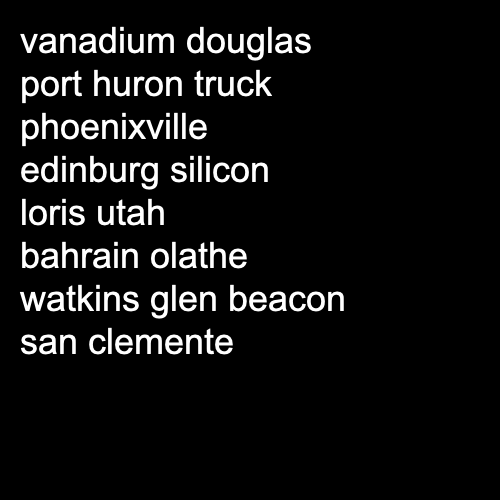 vanadium douglas
port huron truck
phoenixville
edinburg silicon
loris utah
bahrain olathe
watkins glen beacon
san clemente